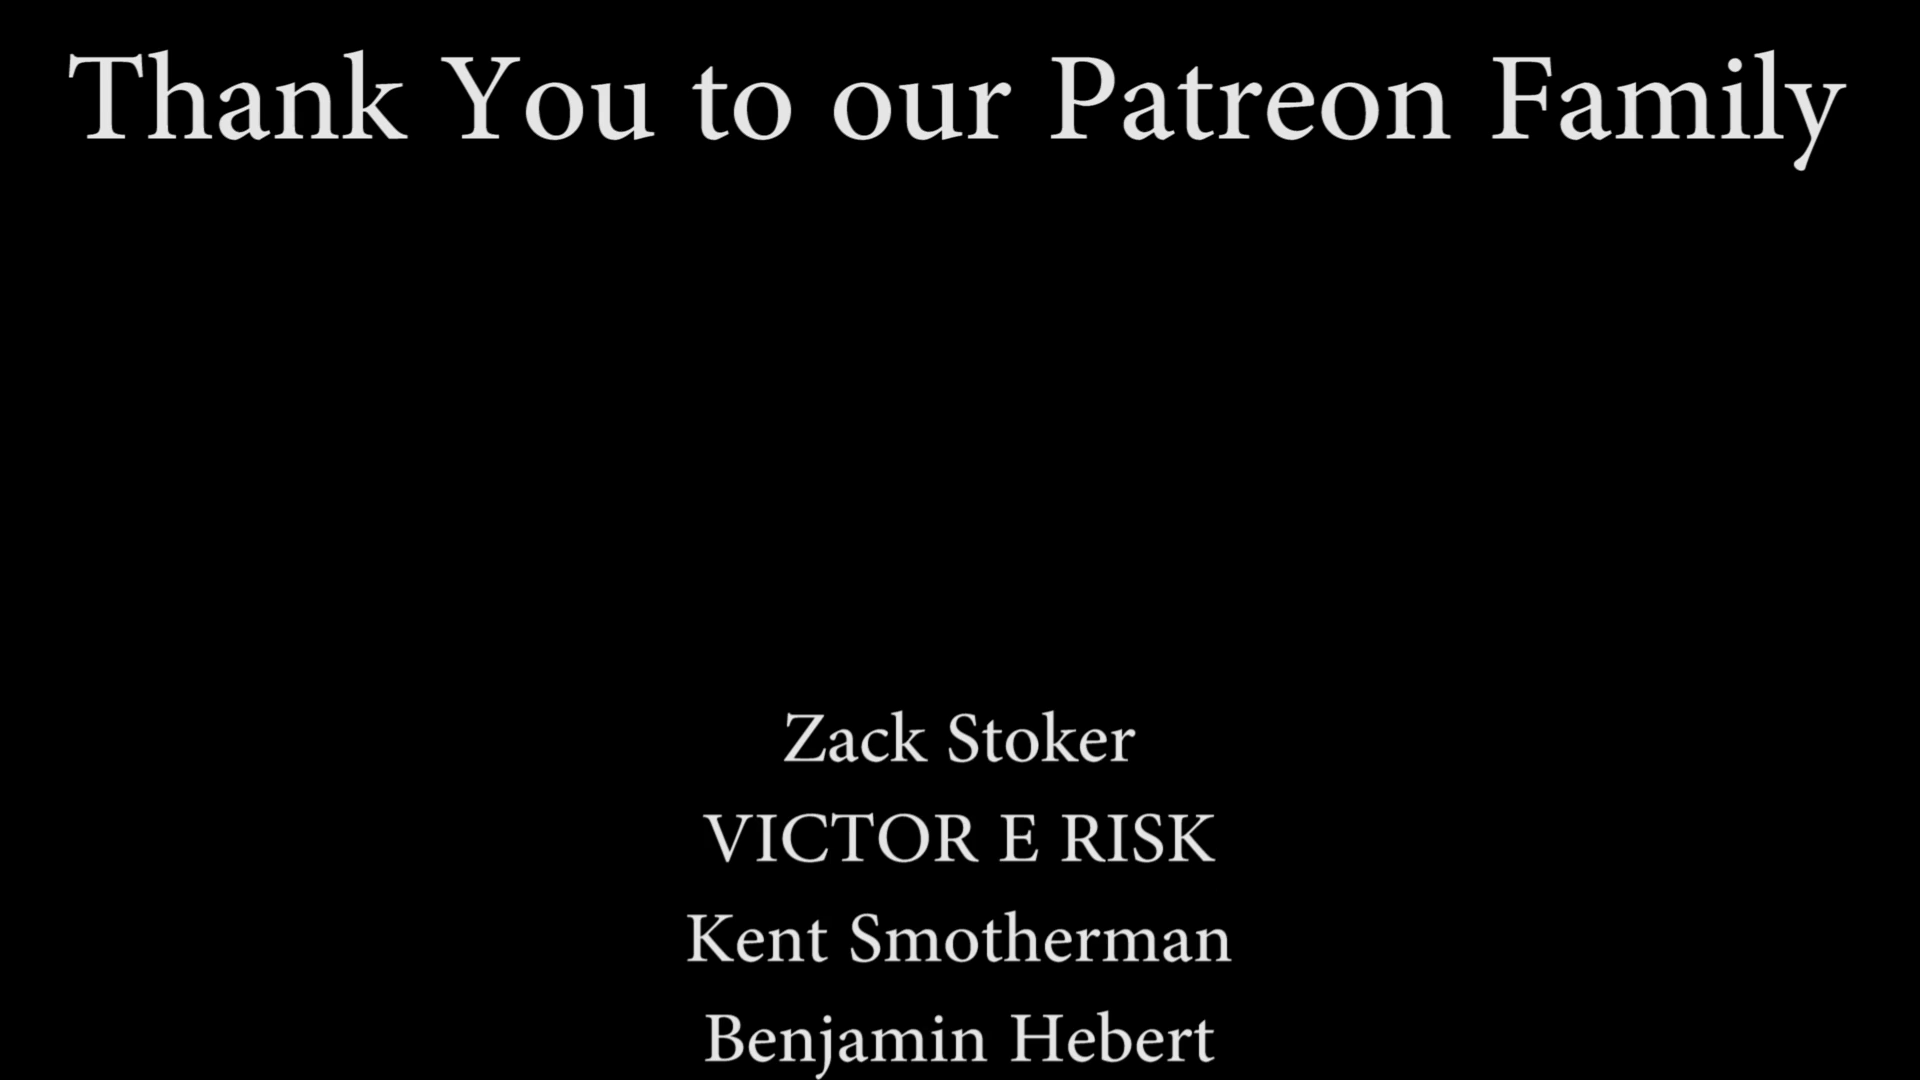 Thank You to our Patreon Family
Zack Stoker
VICTOR E RISK
Kent Smotherman
Benjamin Hebert